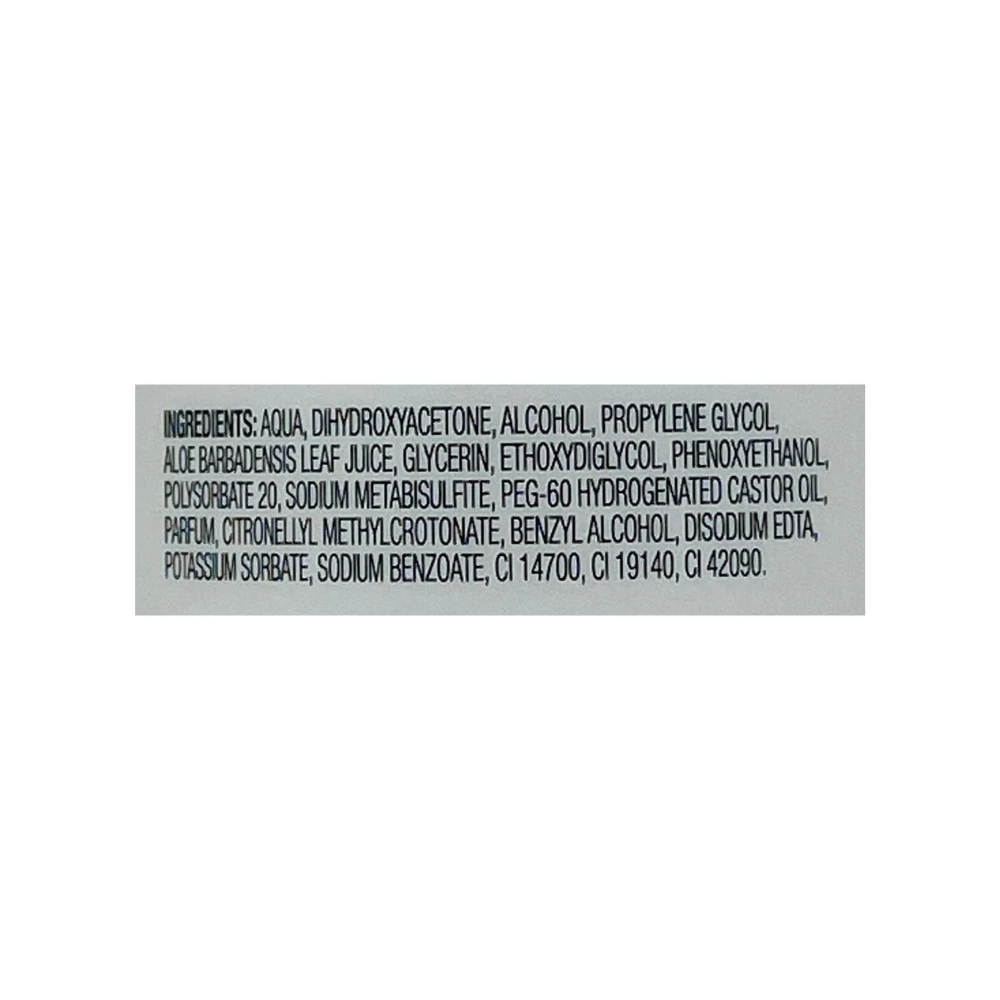 INGREDIENTS: AQUA, DIHYDROXYACETONE, ALCOHOL, PROPYLENE GLYCOL,
ALOE BARBADENSIS LEAF JUICE, GLYCERIN, ETHOXYDIGLYCOL, PHENOXYETHANOL,
POLYSORBATE 20, SODIUM METABISULFITE, PEG-60 HYDROGENATED CASTOR OIL,
PARFUM, CITRONELLYL METHYLCROTONATE, BENZYL ALCOHOL, DISODIUM EDTA,
POTASSIUM SORBATE, SODIUM BENZOATE, CI 14700, CI 19140, CI 42090.